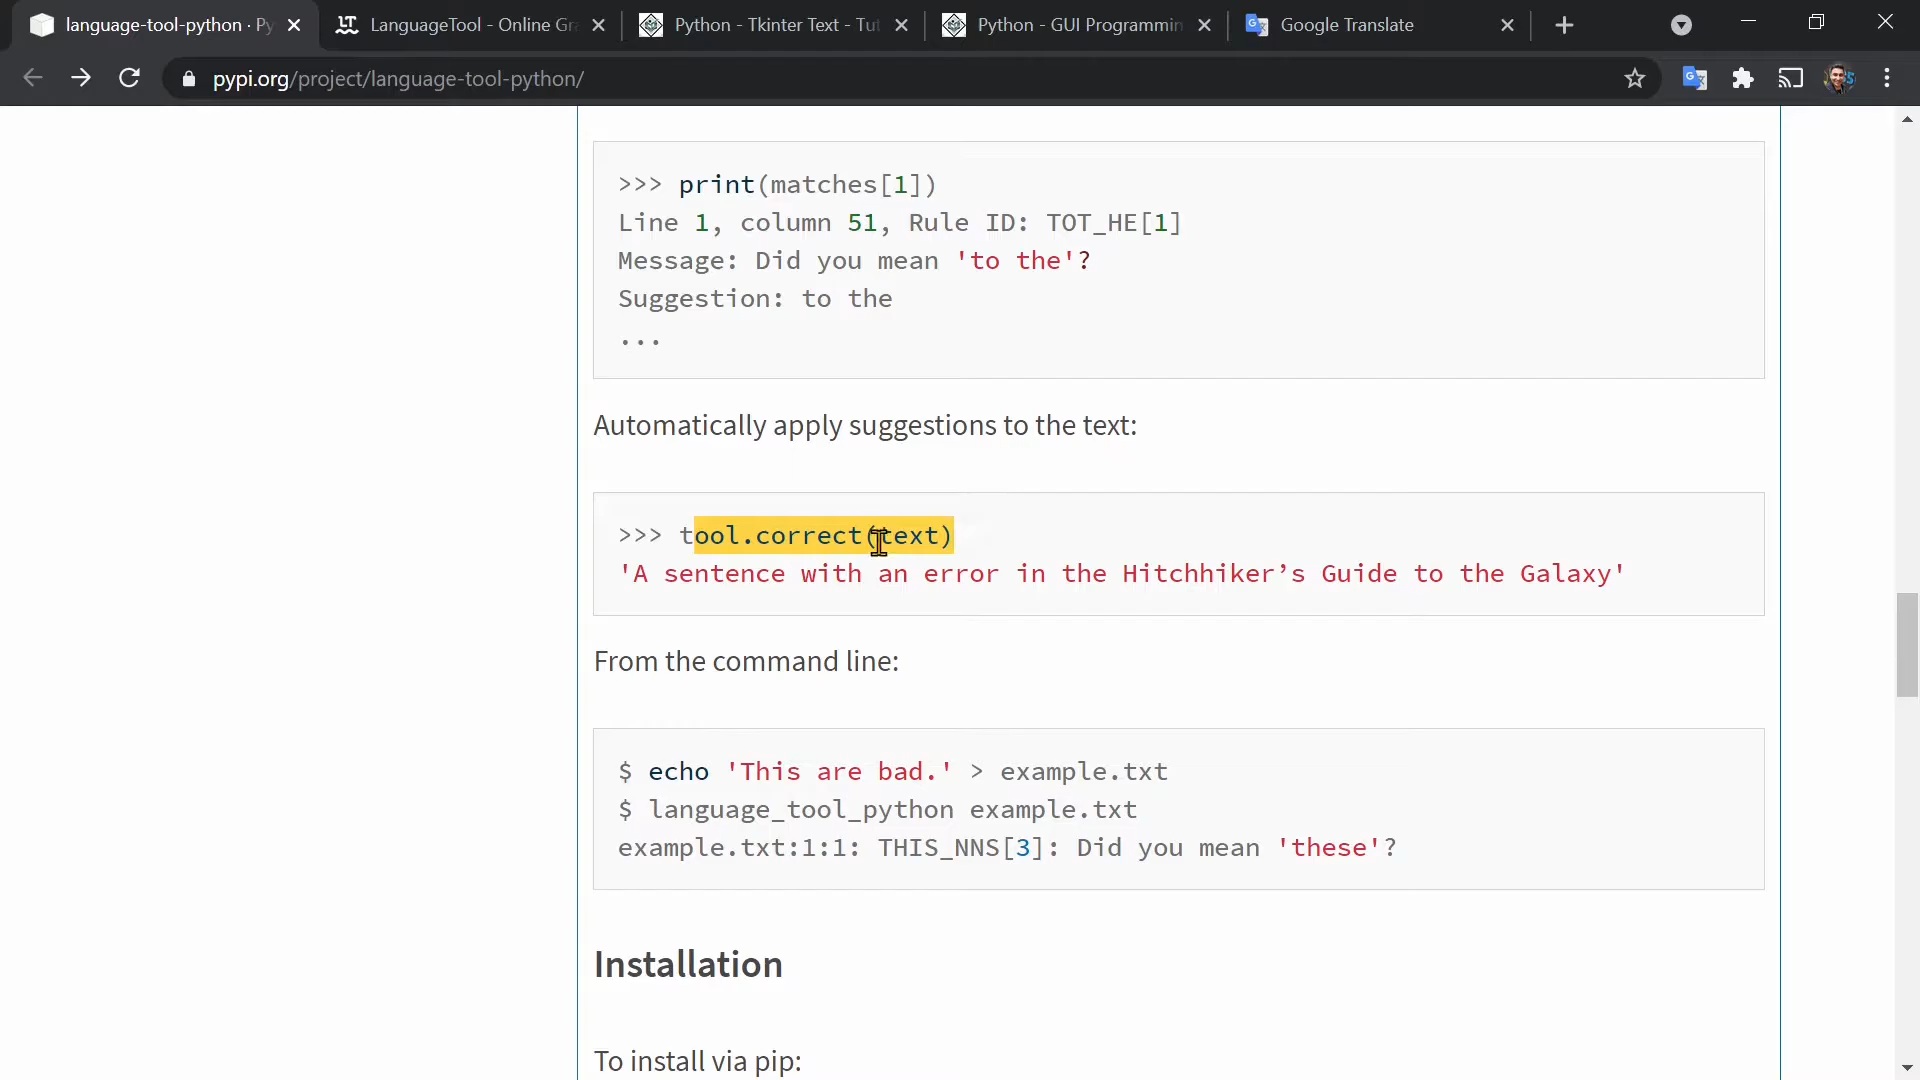 language-tool-python · Py
LanguageTool - Online Gr
Python - Tkinter Text - Tut
Python - GUI Programmin
Google Translate
pypi.org/project/language-tool-python/
>>> print(matches[1])
Line 1, column 51, Rule ID: TOT_HE[1]
Message: Did you mean 'to the'?
Suggestion: to the
...
Automatically apply suggestions to the text:
>>> tool.correct(text)
'A sentence with an error in the Hitchhiker’s Guide to the Galaxy'
From the command line:
$ echo 'This are bad.' > example.txt
$ language_tool_python example.txt
example.txt:1:1: THIS_NNS[3]: Did you mean 'these'?
Installation
To install via pip: